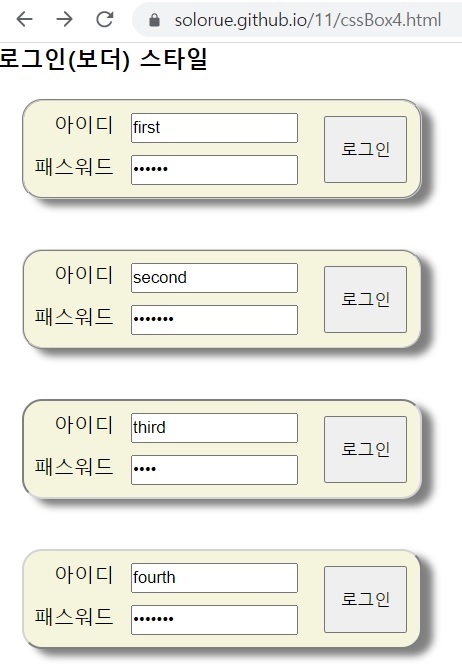 solorue.github.io/11/cssBox4.html
로그인(보더) 스타일
아이디 first
로그인
패스워드 ••••••
아이디 second
로그인
패스워드 •••••••
아이디 third
로그인
패스워드 ••••
아이디 fourth
로그인
패스워드 •••••••